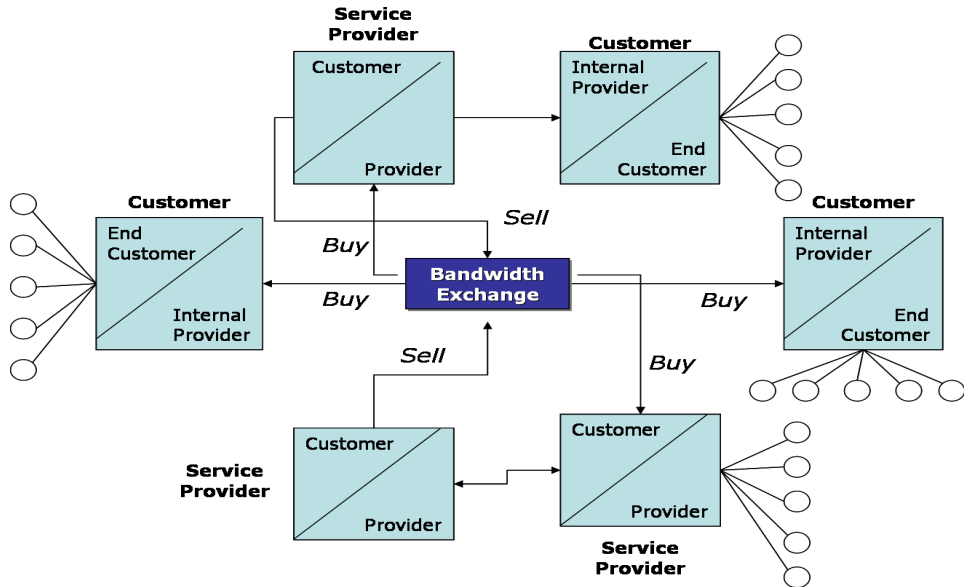 Service
Provider
Customer
Provider
Customer
Internal
Provider
End
Customer
Customer
End
Customer
Internal
Provider
Sell
Buy
Buy
Bandwidth
Exchange
Buy
Customer
Internal
Provider
End
Customer
Sell
Buy
Service
Provider
Customer
Provider
Customer
Provider
Service
Provider